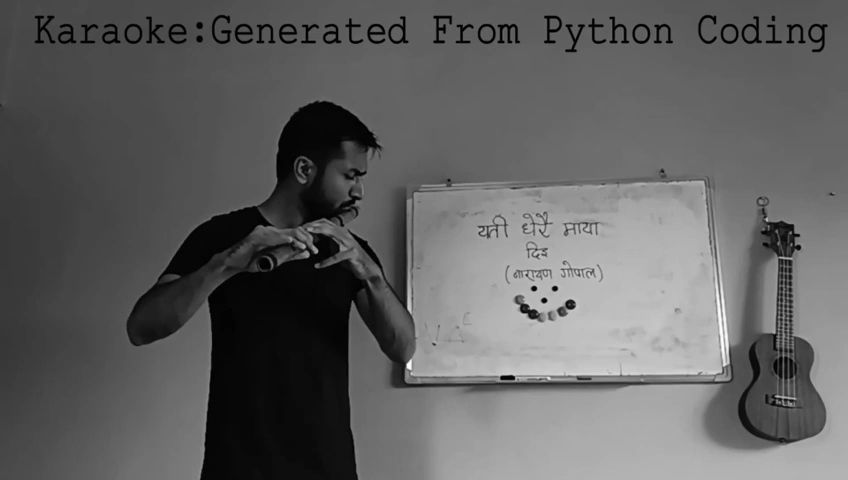 Karaoke:Generated From Python Coding
यती धेरै माया
दिइ
(नारायण गोपाल)